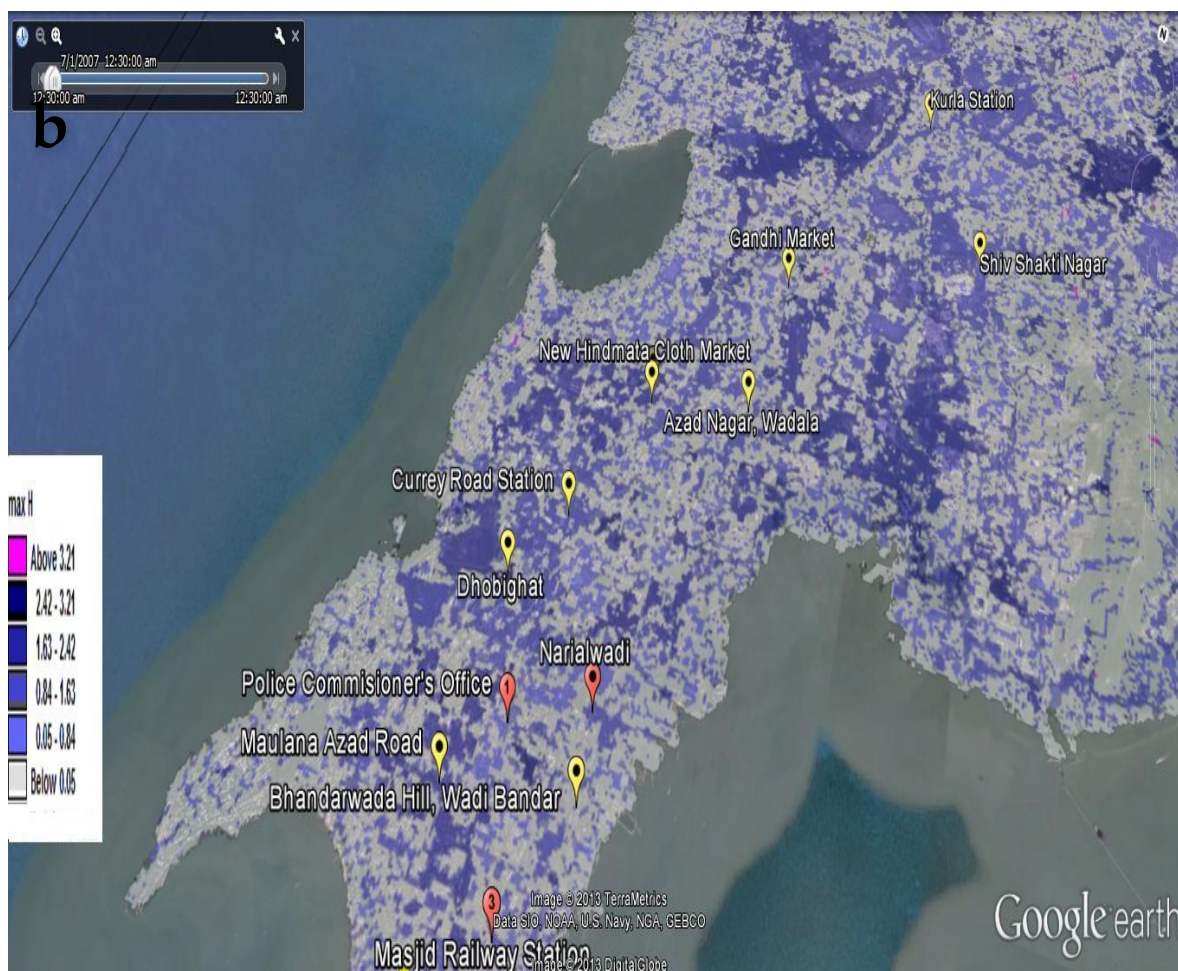 7/1/2007 12:30:00 am
12:30:00 am
12:30:00 am
b
N
Kurla Station
Gandhi Market
Shiv Shakti Nagar
New Hindmata Cloth Market
Azad Nagar, Wadala
Currey Road Station
max H
Above 3.21
2.42 - 3.21
1.63 - 2.42
0.84 - 1.63
0.05 - 0.84
Below 0.05
Dhobighat
Narialwadi
Police Commisioner's Office
1
Maulana Azad Road
Bhandarwada Hill, Wadi Bandar
3
Image © 2013 TerraMetrics
Data SIO, NOAA, U.S. Navy, NGA, GEBCO
Masjid Railway Station
Image © 2013 DigitalGlobe
Google earth